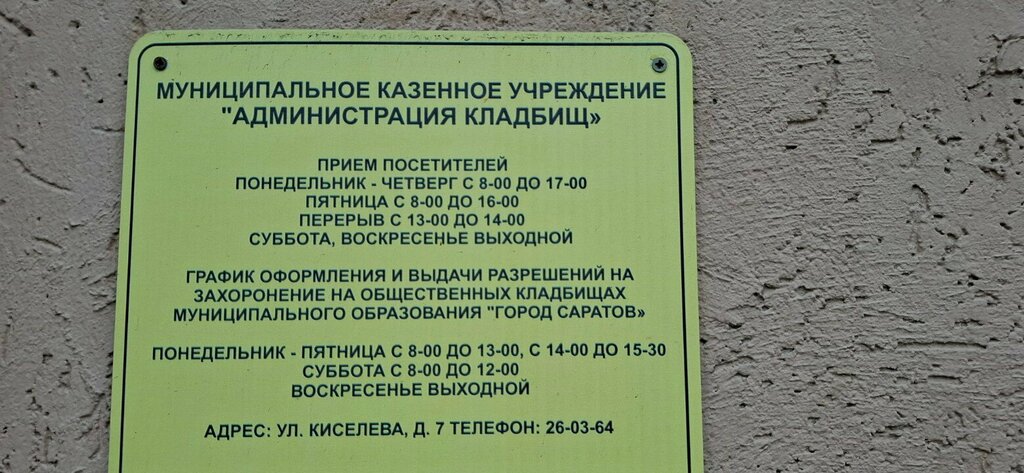 МУНИЦИПАЛЬНОЕ КАЗЕННОЕ УЧРЕЖДЕНИЕ
"АДМИНИСТРАЦИЯ КЛАДБИЩ»
ПРИЕМ ПОСЕТИТЕЛЕЙ
ПОНЕДЕЛЬНИК - ЧЕТВЕРГ С 8-00 ДО 17-00
ПЯТНИЦА С 8-00 ДО 16-00
ПЕРЕРЫВ С 13-00 ДО 14-00
СУББОТА, ВОСКРЕСЕНЬЕ ВЫХОДНОЙ
ГРАФИК ОФОРМЛЕНИЯ И ВЫДАЧИ РАЗРЕШЕНИЙ НА
ЗАХОРОНЕНИЕ НА ОБЩЕСТВЕННЫХ КЛАДБИЩАХ
МУНИЦИПАЛЬНОГО ОБРАЗОВАНИЯ "ГОРОД САРАТОВ»
ПОНЕДЕЛЬНИК - ПЯТНИЦА С 8-00 ДО 13-00, С 14-00 ДО 15-30
СУББОТА С 8-00 ДО 12-00
ВОСКРЕСЕНЬЕ ВЫХОДНОЙ
АДРЕС: УЛ. КИСЕЛЕВА, Д. 7 ТЕЛЕФОН: 26-03-64